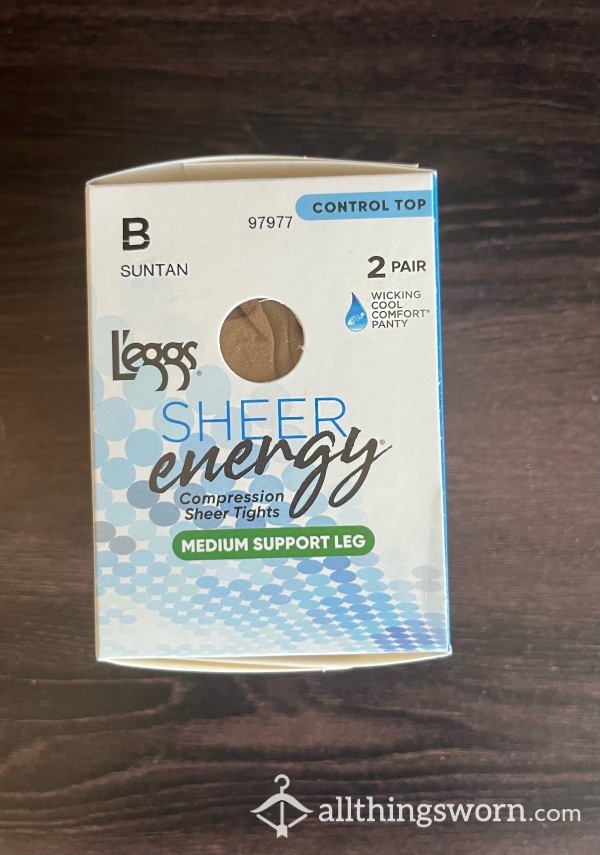 CONTROL TOP
B
97977
SUNTAN
2 PAIR
WICKING
COOL
COMFORT®
PANTY
L'eggs®
SHEER
energy®
Compression
Sheer Tights
MEDIUM SUPPORT LEG
allthingsworn.com